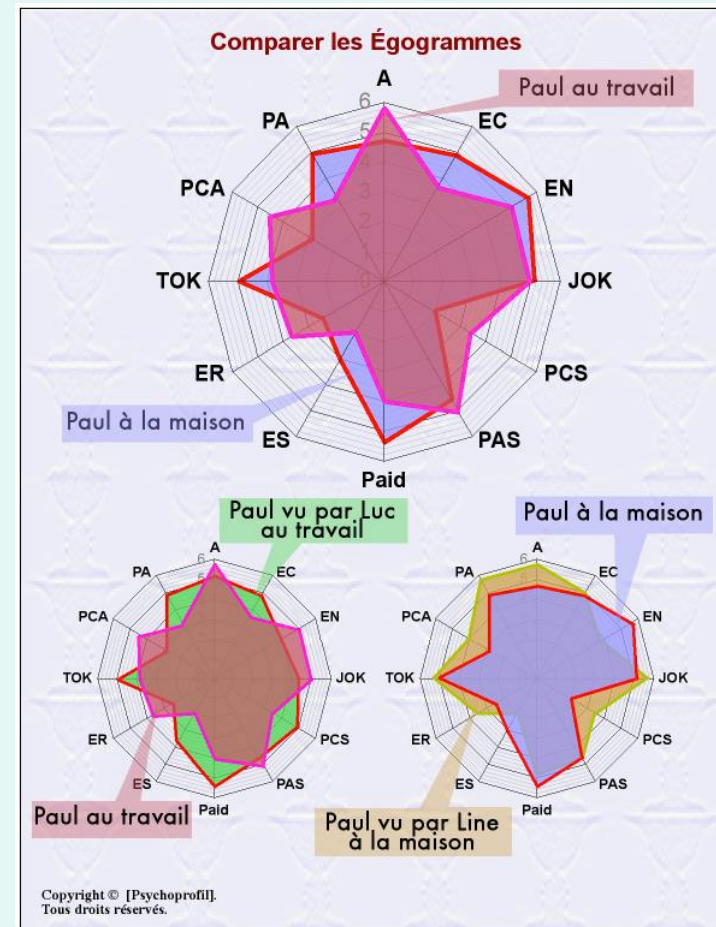 Comparer les Égogrammes
A
Paul au travail
6
5
4
3
2
1
0
PA
EC
PCA
EN
TOK
JOK
ER
PCS
Paul à la maison
ES
PAS
Paid
Paul vu par Luc
au travail
A
6
5
PA
EC
PCA
EN
TOK
JOK
ER
PCS
ES
PAS
Paid
Paul au travail
Paul à la maison
A
6
PA
EC
PCA
EN
TOK
JOK
ER
PCS
ES
PAS
Paid
Paul vu par Line
à la maison
Copyright © [Psychoprofil].
Tous droits réservés.